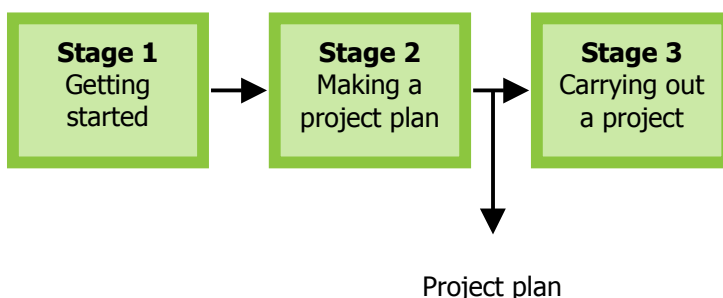 Stage 1
Getting
started
Stage 2
Making a
project plan
Stage 3
Carrying out
a project
Project plan